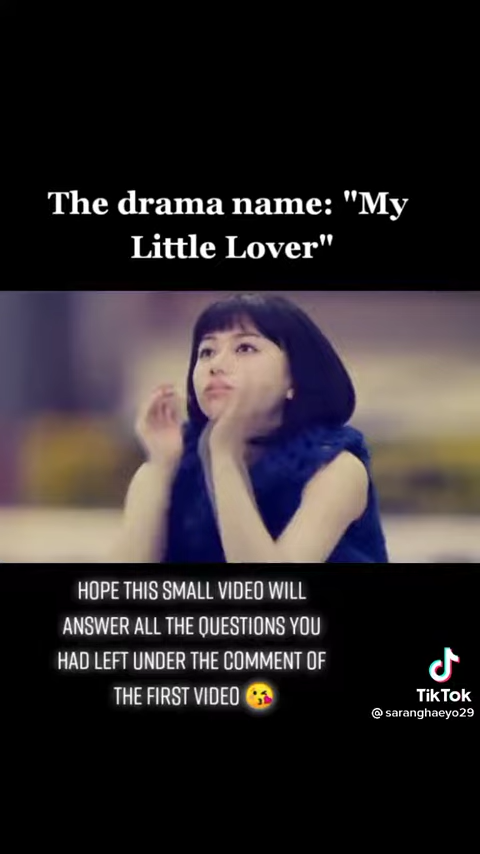 The drama name: "My
Little Lover"
HOPE THIS SMALL VIDEO WILL
ANSWER ALL THE QUESTIONS YOU
HAD LEFT UNDER THE COMMENT OF
THE FIRST VIDEO 😘
TikTok
@saranghaeyo29